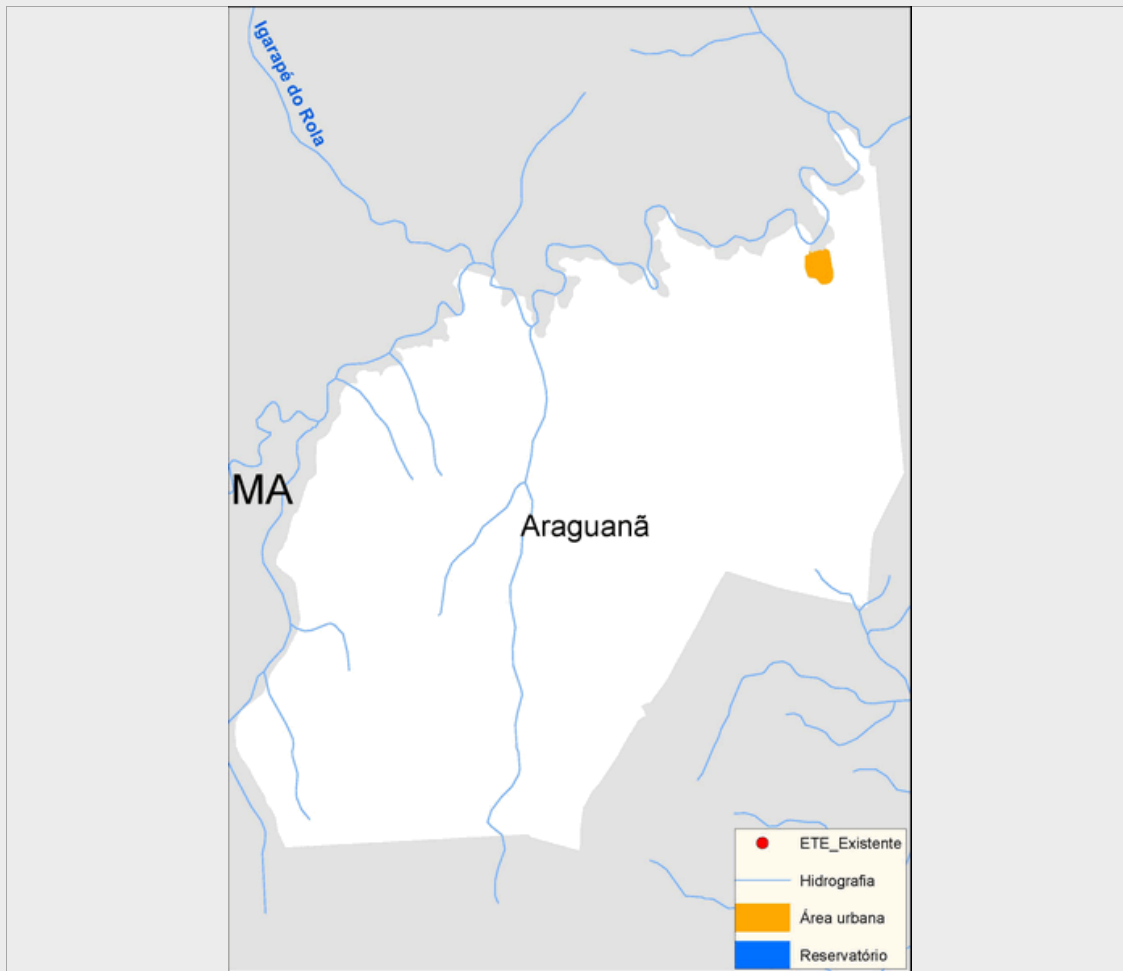 Igarapé do Rola
MA
Araguanã
ETE_Existente
Hidrografia
Área urbana
Reservatório